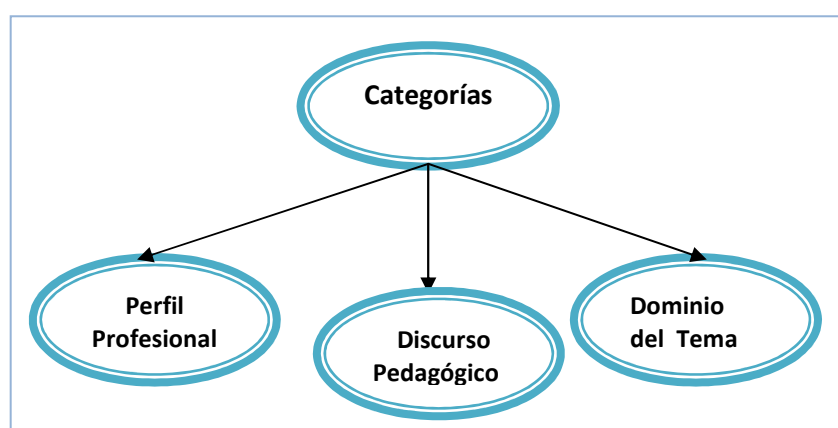 Categorías
Perfil
Profesional
Discurso
Pedagógico
Dominio
del Tema